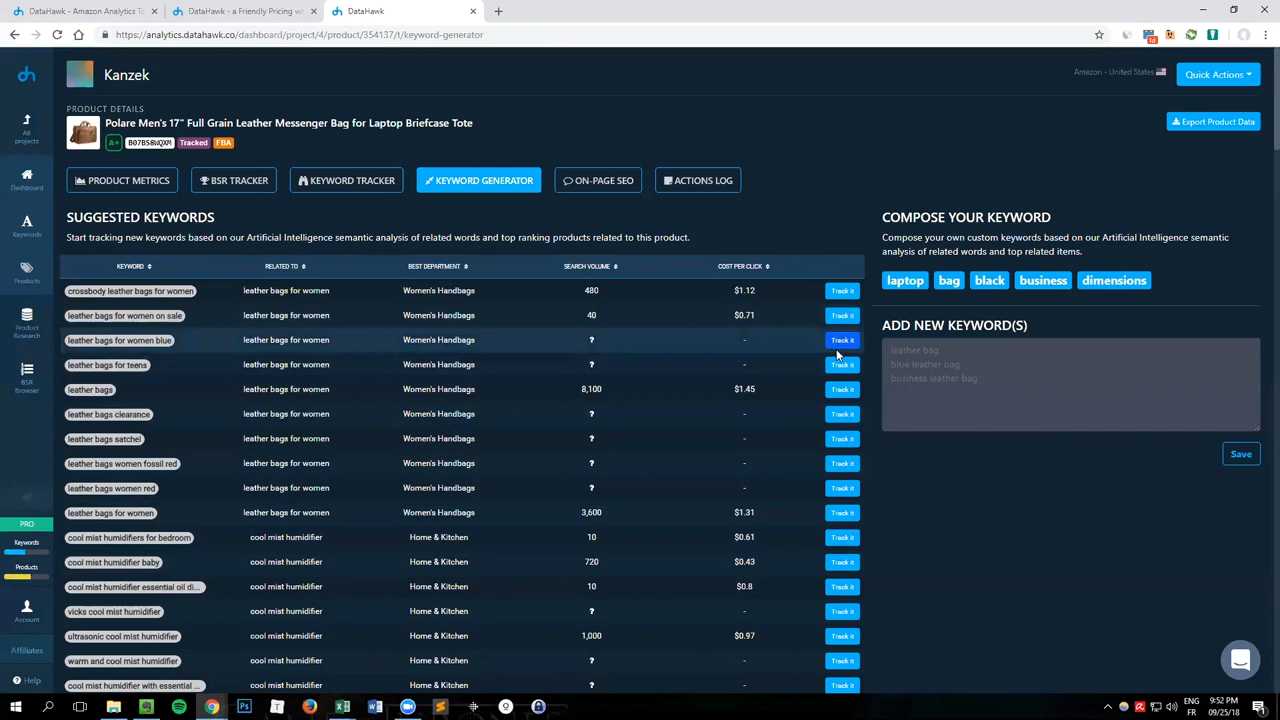 DataHawk - Amazon Analytics To
DataHawk - a Friendly Pricing w
DataHawk
https://analytics.datahawk.co/dashboard/project/4/product/354137/t/keyword-generator
1d
Kanzek
Amazon - United States
Quick Actions
PRODUCT DETAILS
Polare Men's 17" Full Grain Leather Messenger Bag for Laptop Briefcase Tote
A+ B07BS8WQXM Tracked FBA
Export Product Data
All projects
Dashboard
Keywords
Products
Product Research
BSR Browser
PRO
Keywords
Products
Account
Affiliates
Help
PRODUCT METRICS
BSR TRACKER
KEYWORD TRACKER
KEYWORD GENERATOR
ON-PAGE SEO
ACTIONS LOG
SUGGESTED KEYWORDS
Start tracking new keywords based on our Artificial Intelligence semantic analysis of related words and top ranking products related to this product.
KEYWORD RELATED TO BEST DEPARTMENT SEARCH VOLUME COST PER CLICK
crossbody leather bags for women leather bags for women Women's Handbags 480 $1.12 Track it
leather bags for women on sale leather bags for women Women's Handbags 40 $0.71 Track it
leather bags for women blue leather bags for women Women's Handbags ? - Track it
leather bags for teens leather bags for women Women's Handbags ? - Track it
leather bags leather bags for women Women's Handbags 8,100 $1.45 Track it
leather bags clearance leather bags for women Women's Handbags ? - Track it
leather bags satchel leather bags for women Women's Handbags ? - Track it
leather bags women fossil red leather bags for women Women's Handbags ? - Track it
leather bags women red leather bags for women Women's Handbags ? - Track it
leather bags for women leather bags for women Women's Handbags 3,600 $1.31 Track it
cool mist humidifiers for bedroom cool mist humidifier Home & Kitchen 10 $0.61 Track it
cool mist humidifier baby cool mist humidifier Home & Kitchen 720 $0.43 Track it
cool mist humidifier essential oil di... cool mist humidifier Home & Kitchen 10 $0.8 Track it
vicks cool mist humidifier cool mist humidifier Home & Kitchen ? - Track it
ultrasonic cool mist humidifier cool mist humidifier Home & Kitchen 1,000 $0.97 Track it
warm and cool mist humidifier cool mist humidifier Home & Kitchen ? - Track it
cool mist humidifier with essential ... cool mist humidifier Home & Kitchen ? - Track it
COMPOSE YOUR KEYWORD
Compose your own custom keywords based on our Artificial Intelligence semantic
analysis of related words and top related items.
laptop bag black business dimensions
ADD NEW KEYWORD(S)
leather bag
blue leather bag
business leather bag
Save
ENG
FR
9:52 PM
09/25/18